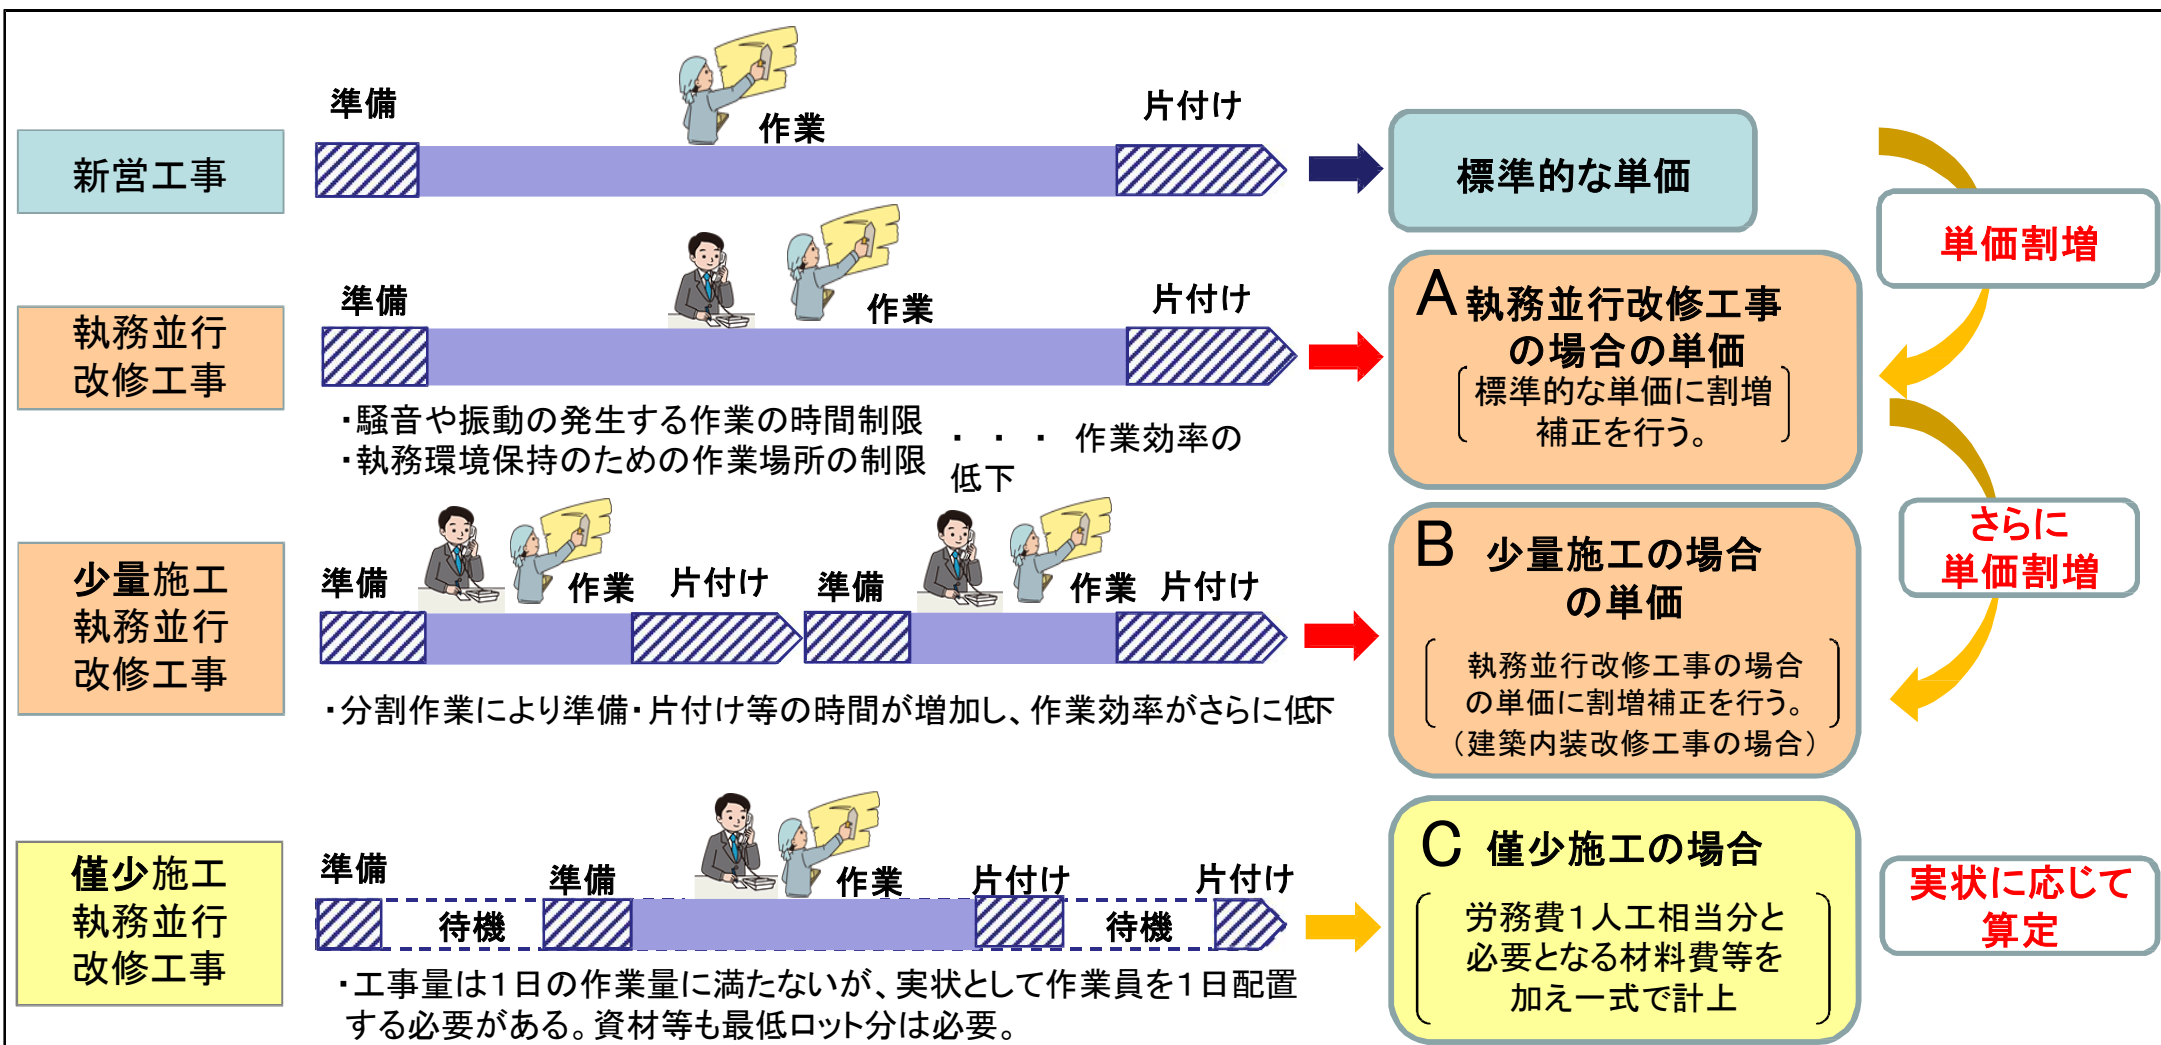 準備
作業
片付け
新営工事
標準的な単価
単価割増
準備
作業
片付け
執務並行
改修工事
A 執務並行改修工事
の場合の単価
標準的な単価に割増
補正を行う。
・騒音や振動の発生する作業の時間制限
・執務環境保持のための作業場所の制限
・・・ 作業効率の
低下
さらに
単価割増
準備
作業
片付け
準備
作業
片付け
少量施工
執務並行
改修工事
B 少量施工の場合
の単価
執務並行改修工事の場合
の単価に割増補正を行う。
（建築内装改修工事の場合）
・分割作業により準備・片付け等の時間が増加し、作業効率がさらに低下
準備
待機
準備
作業
片付け
待機
片付け
僅少施工
執務並行
改修工事
C 僅少施工の場合
労務費１人工相当分と
必要となる材料費等を
加え一式で計上
実状に応じて
算定
・工事量は１日の作業量に満たないが、実状として作業員を１日配置
する必要がある。資材等も最低ロット分は必要。